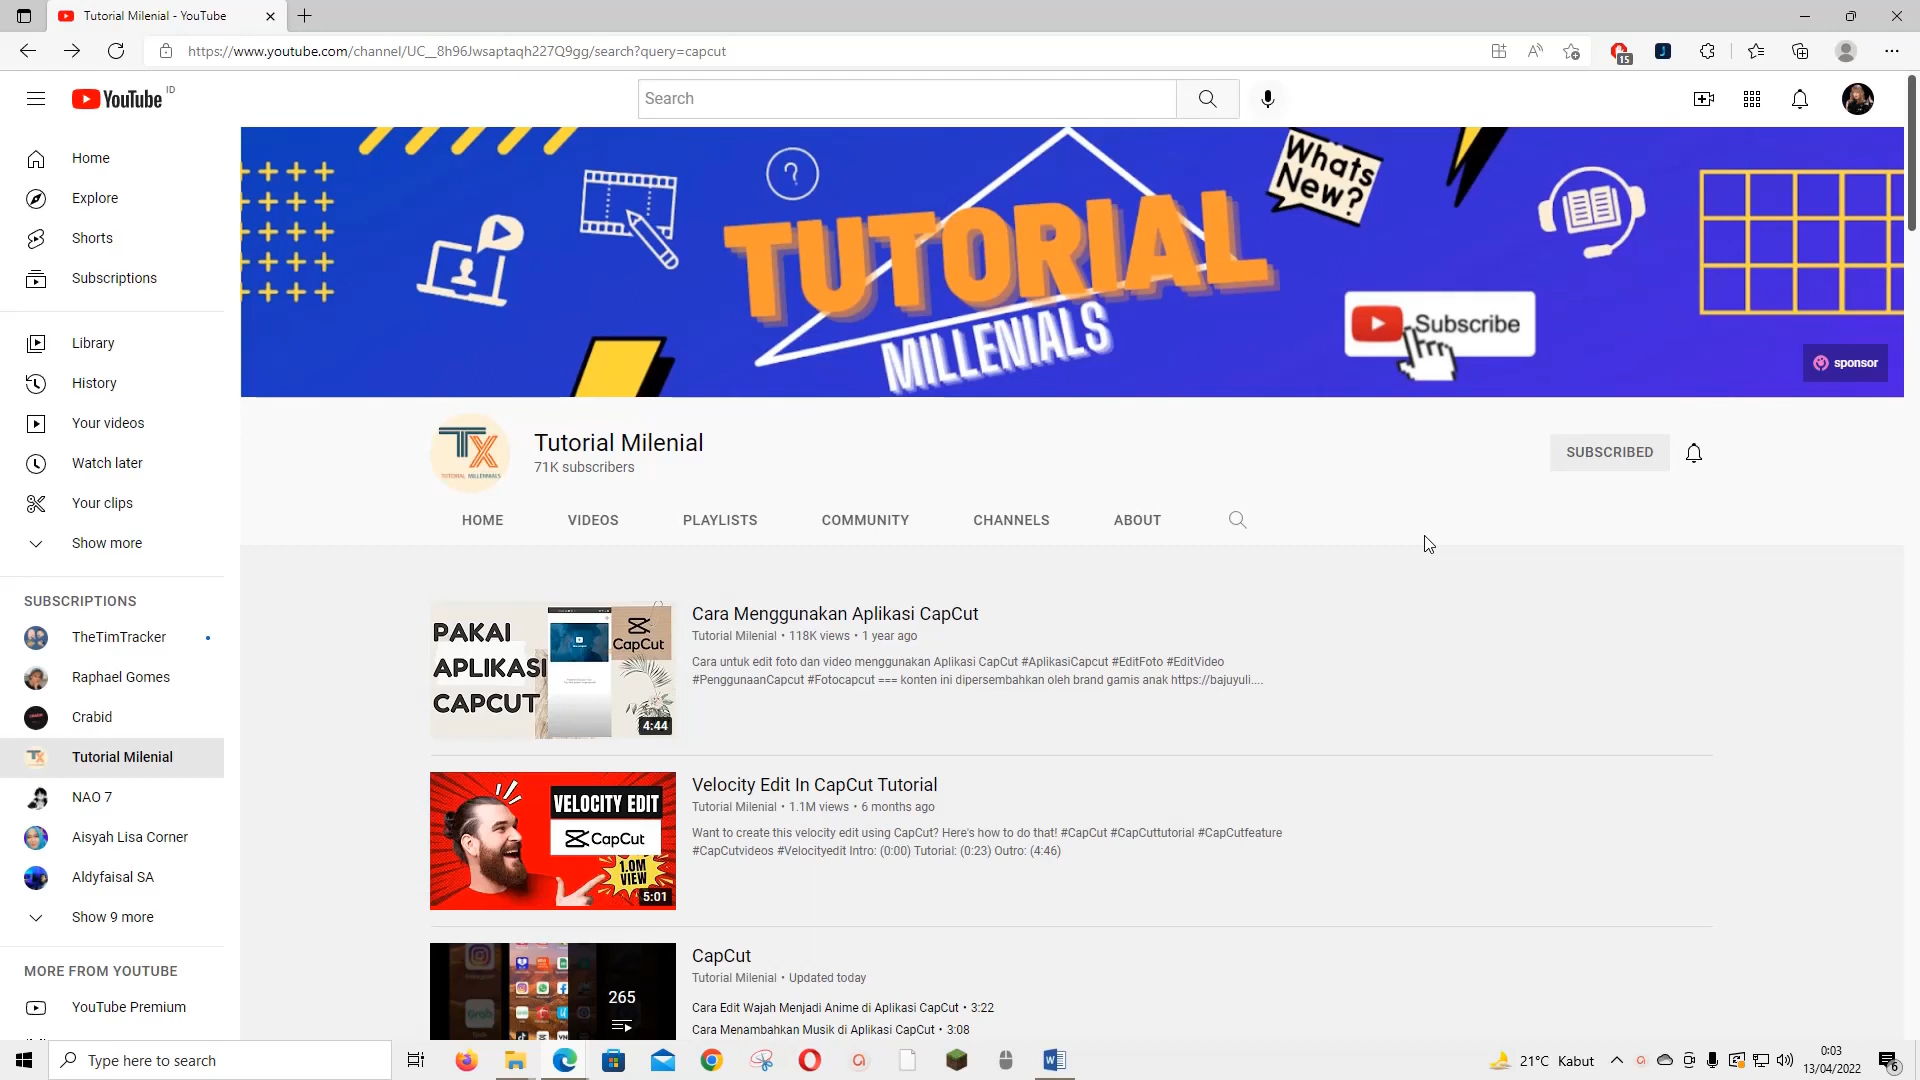 Tutorial Milenial - YouTube
https://www.youtube.com/channel/UC__8h96Jwsaptaqh227Q9gg/search?query=capcut
15
YouTube ID
Search
Home
Explore
Shorts
Subscriptions
Library
History
Your videos
Watch later
Your clips
Show more
SUBSCRIPTIONS
TheTimTracker
Raphael Gomes
Crabid
Tutorial Milenial
NAO 7
Aisyah Lisa Corner
Aldyfaisal SA
Show 9 more
MORE FROM YOUTUBE
YouTube Premium
Whats
New?
TUTORIAL
MILLENIALS
Subscribe
sponsor
TX
TUTORIAL MILLENNIALS
Tutorial Milenial
71K subscribers
SUBSCRIBED
HOME VIDEOS PLAYLISTS COMMUNITY CHANNELS ABOUT
PAKAI
APLIKASI
CAPCUT
CapCut
4:44
Cara Menggunakan Aplikasi CapCut
Tutorial Milenial • 118K views • 1 year ago
Cara untuk edit foto dan video menggunakan Aplikasi CapCut #AplikasiCapcut #EditFoto #EditVideo
#PenggunaanCapcut #Fotocapcut === konten ini dipersembahkan oleh brand gamis anak https://bajuyuli....
VELOCITY EDIT
CapCut
1.0M
VIEW
5:01
Velocity Edit In CapCut Tutorial
Tutorial Milenial • 1.1M views • 6 months ago
Want to create this velocity edit using CapCut? Here's how to do that! #CapCut #CapCuttutorial #CapCutfeature
#CapCutvideos #Velocityedit Intro: (0:00) Tutorial: (0:23) Outro: (4:46)
265
CapCut
Tutorial Milenial • Updated today
Cara Edit Wajah Menjadi Anime di Aplikasi CapCut • 3:22
Cara Menambahkan Musik di Aplikasi CapCut • 3:08
Type here to search
21°C Kabut
0:03
13/04/2022
6